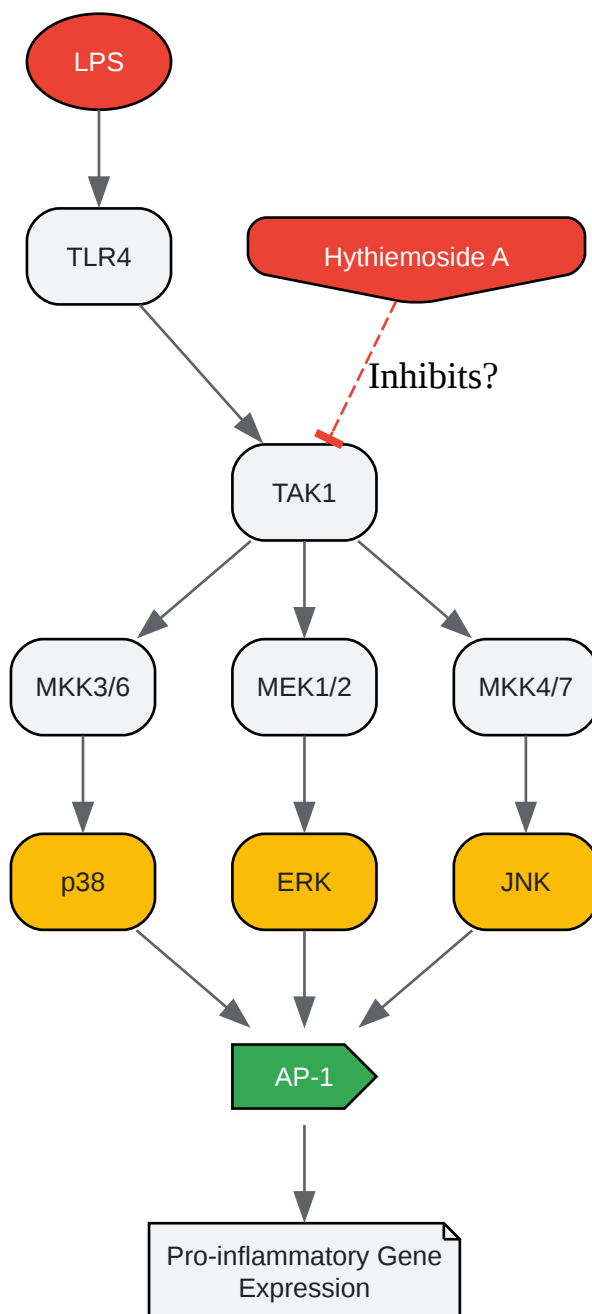 LPS
TLR4
Hythiemoside A
Inhibits?
TAK1
MKK3/6
MEK1/2
MKK4/7
p38
ERK
JNK
AP-1
Pro-inflammatory Gene
Expression